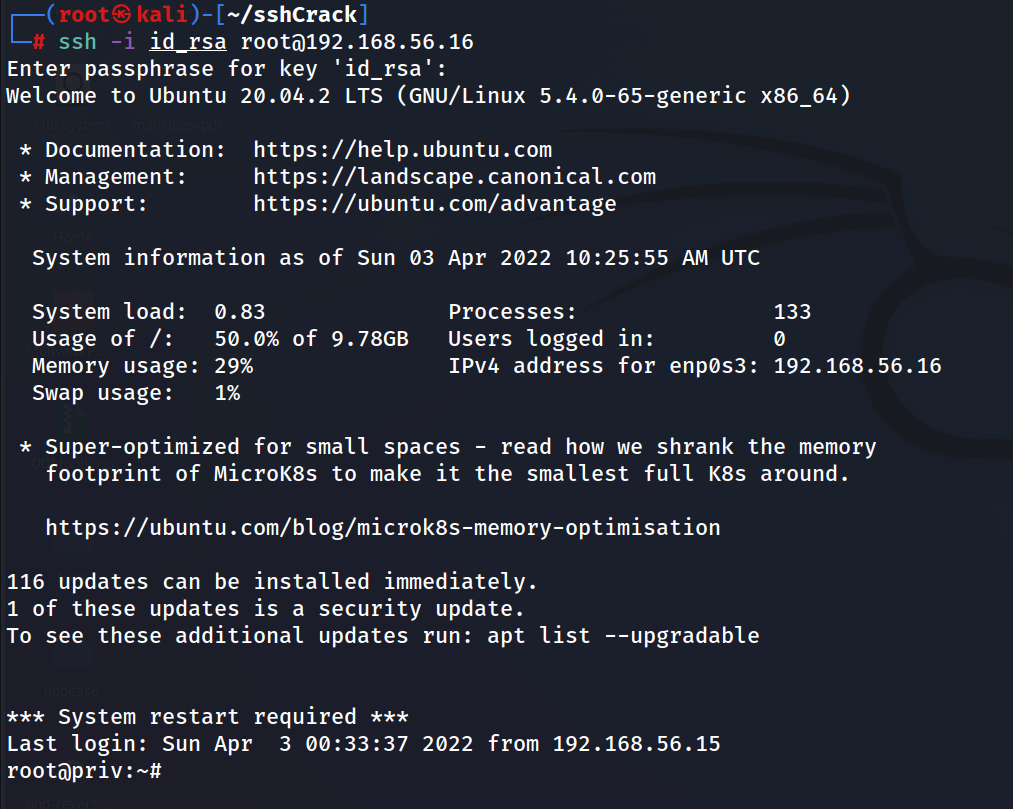 ┌──(root㉿kali)-[~/sshCrack]
└─# ssh -i id_rsa root@192.168.56.16
Enter passphrase for key 'id_rsa':
Welcome to Ubuntu 20.04.2 LTS (GNU/Linux 5.4.0-65-generic x86_64)
* Documentation:  https://help.ubuntu.com
* Management:     https://landscape.canonical.com
* Support:        https://ubuntu.com/advantage
System information as of Sun 03 Apr 2022 10:25:55 AM UTC
System load:  0.83               Processes:               133
Usage of /:   50.0% of 9.78GB   Users logged in:         0
Memory usage: 29%               IPv4 address for enp0s3: 192.168.56.16
Swap usage:   1%
* Super-optimized for small spaces - read how we shrank the memory
footprint of MicroK8s to make it the smallest full K8s around.
https://ubuntu.com/blog/microk8s-memory-optimisation
116 updates can be installed immediately.
1 of these updates is a security update.
To see these additional updates run: apt list --upgradable
*** System restart required ***
Last login: Sun Apr  3 00:33:37 2022 from 192.168.56.15
root@priv:~#